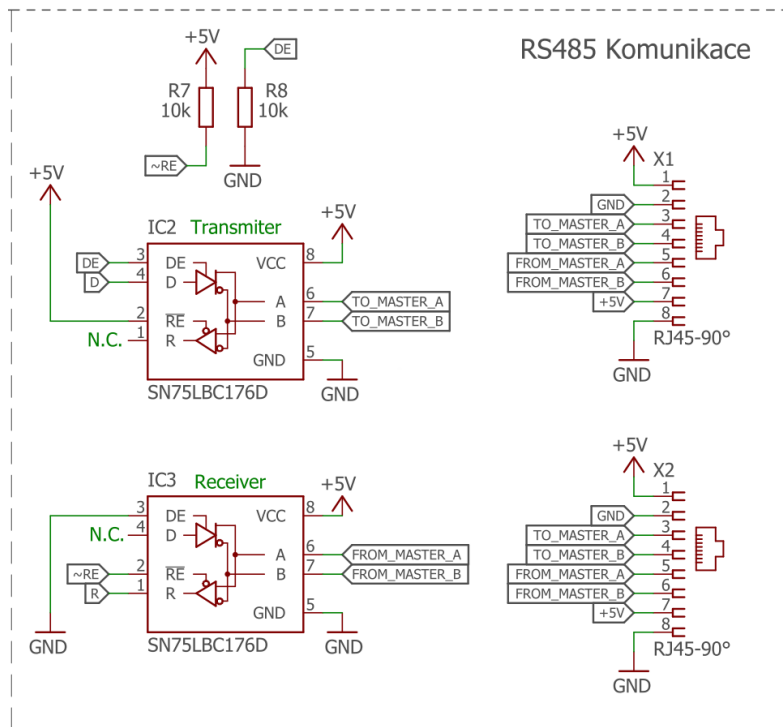 RS485 Komunikace
+5V
DE
R7
10k
R8
10k
~RE
GND
+5V
IC2 Transmiter
+5V
DE
3
DE
VCC
8
D
4
D
A
6
TO_MASTER_A
2
RE
B
7
TO_MASTER_B
N.C.
1
R
GND
5
GND
SN75LBC176D
IC3 Receiver
+5V
3
DE
VCC
8
N.C.
4
D
A
6
FROM_MASTER_A
~RE
2
RE
B
7
FROM_MASTER_B
R
1
R
GND
5
GND
GND
SN75LBC176D
+5V
X1
1
GND
2
TO_MASTER_A
3
TO_MASTER_B
4
FROM_MASTER_A
5
FROM_MASTER_B
6
+5V
7
8
RJ45-90°
GND
+5V
X2
1
GND
2
TO_MASTER_A
3
TO_MASTER_B
4
FROM_MASTER_A
5
FROM_MASTER_B
6
+5V
7
8
RJ45-90°
GND